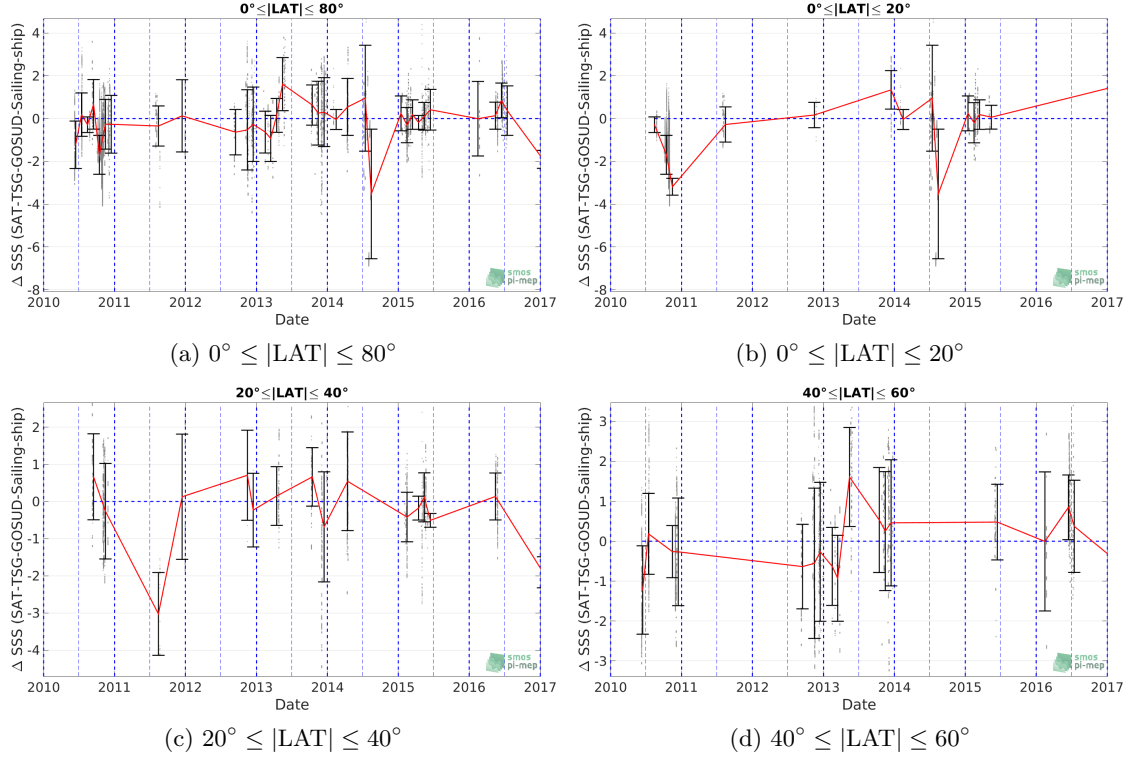 0°≤|LAT|≤ 80°
Δ SSS (SAT-TSG-GOSUD-Sailing-ship)
4
2
0
-2
-4
-6
-8
2010 2011 2012 2013 2014 2015 2016 2017
Date
smos
pi-mep
(a) 0° ≤ |LAT| ≤ 80°
0°≤|LAT|≤ 20°
Δ SSS (SAT-TSG-GOSUD-Sailing-ship)
4
2
0
-2
-4
-6
-8
2010 2011 2012 2013 2014 2015 2016 2017
Date
smos
pi-mep
(b) 0° ≤ |LAT| ≤ 20°
20°≤|LAT|≤ 40°
Δ SSS (SAT-TSG-GOSUD-Sailing-ship)
2
1
0
-1
-2
-3
-4
2010 2011 2012 2013 2014 2015 2016 2017
Date
smos
pi-mep
(c) 20° ≤ |LAT| ≤ 40°
40°≤|LAT|≤ 60°
Δ SSS (SAT-TSG-GOSUD-Sailing-ship)
3
2
1
0
-1
-2
-3
2010 2011 2012 2013 2014 2015 2016 2017
Date
smos
pi-mep
(d) 40° ≤ |LAT| ≤ 60°